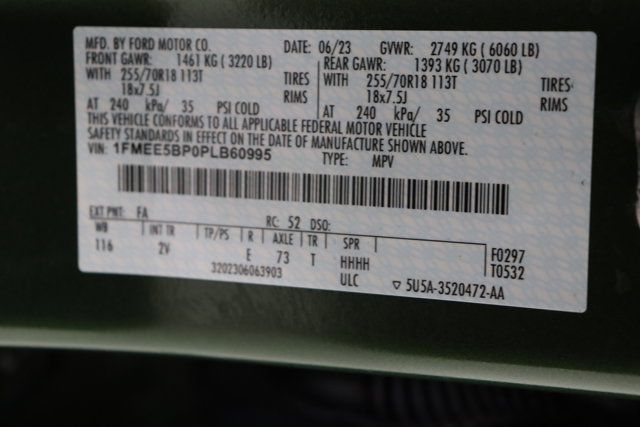 MFD. BY FORD MOTOR CO. DATE: 06/23 GVWR: 2749 KG ( 6060 LB)
FRONT GAWR: 1461 KG ( 3220 LB) REAR GAWR: 1393 KG ( 3070 LB)
WITH 255/70R18 113T TIRES WITH 255/70R18 113T TIRES
18x7.5J RIMS 18x7.5J RIMS
AT 240 kPa/ 35 PSI COLD AT 240 kPa/ 35 PSI COLD
THIS VEHICLE CONFORMS TO ALL APPLICABLE FEDERAL MOTOR VEHICLE
SAFETY STANDARDS IN EFFECT ON THE DATE OF MANUFACTURE SHOWN ABOVE.
VIN: 1FMEE5BP0PLB60995 TYPE: MPV
EXT PNT: FA RC: 52 DSO:
WB INT TR TP/PS R AXLE TR SPR F0297
116 2V E 73 T HHHH T0532
3202306063903 ULC ▽ 5U5A-3520472-AA